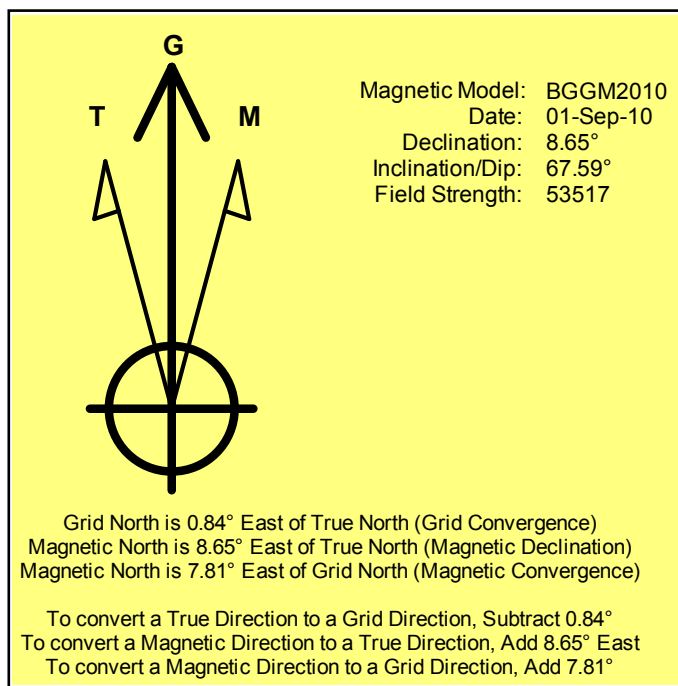 G
T M
Magnetic Model: BGGM2010
Date: 01-Sep-10
Declination: 8.65°
Inclination/Dip: 67.59°
Field Strength: 53517
Grid North is 0.84° East of True North (Grid Convergence)
Magnetic North is 8.65° East of True North (Magnetic Declination)
Magnetic North is 7.81° East of Grid North (Magnetic Convergence)
To convert a True Direction to a Grid Direction, Subtract 0.84°
To convert a Magnetic Direction to a True Direction, Add 8.65° East
To convert a Magnetic Direction to a Grid Direction, Add 7.81°